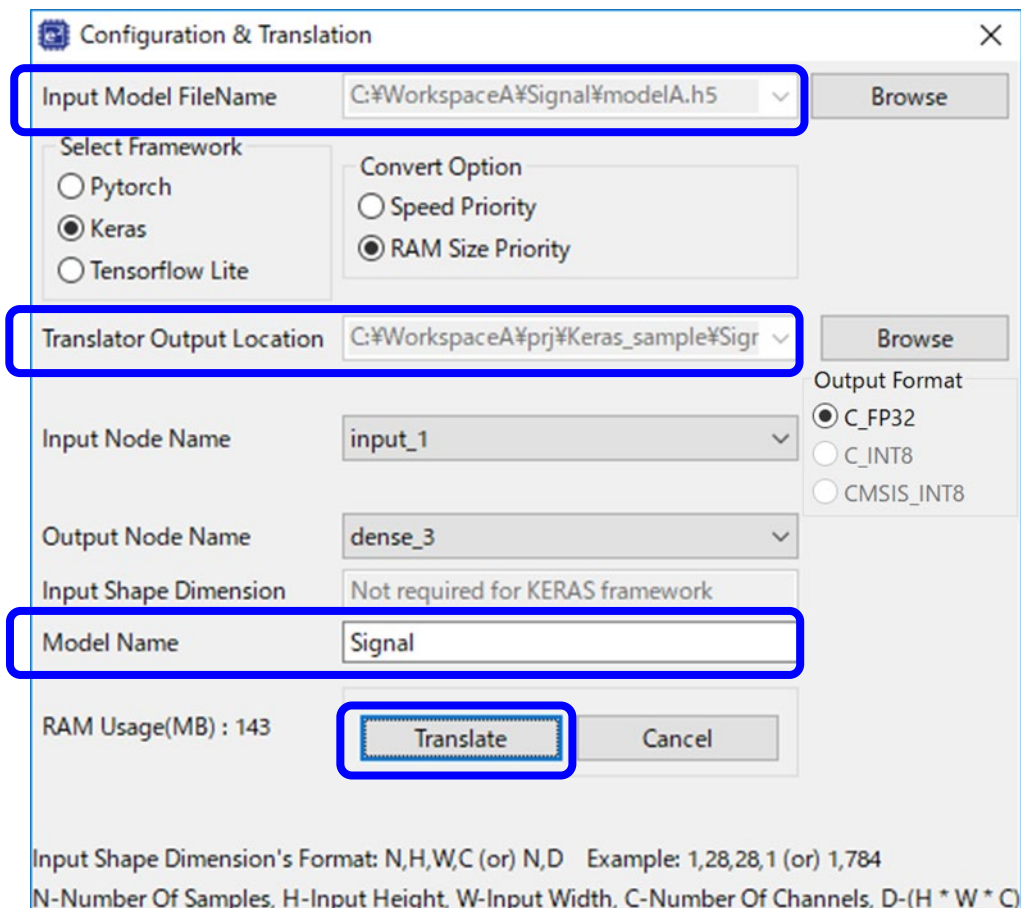 Configuration & Translation
Input Model FileName C:¥WorkspaceA¥Signal¥modelA.h5 Browse
Select Framework
Pytorch
Keras
Tensorflow Lite
Convert Option
Speed Priority
RAM Size Priority
Translator Output Location C:¥WorkspaceA¥prj¥Keras_sample¥Sigr Browse
Output Format
C_FP32
C_INT8
CMSIS_INT8
Input Node Name input_1
Output Node Name dense_3
Input Shape Dimension Not required for KERAS framework
Model Name Signal
RAM Usage(MB) : 143 Translate Cancel
Input Shape Dimension's Format: N,H,W,C (or) N,D Example: 1,28,28,1 (or) 1,784
N-Number Of Samples, H-Input Height, W-Input Width, C-Number Of Channels, D-(H * W * C)